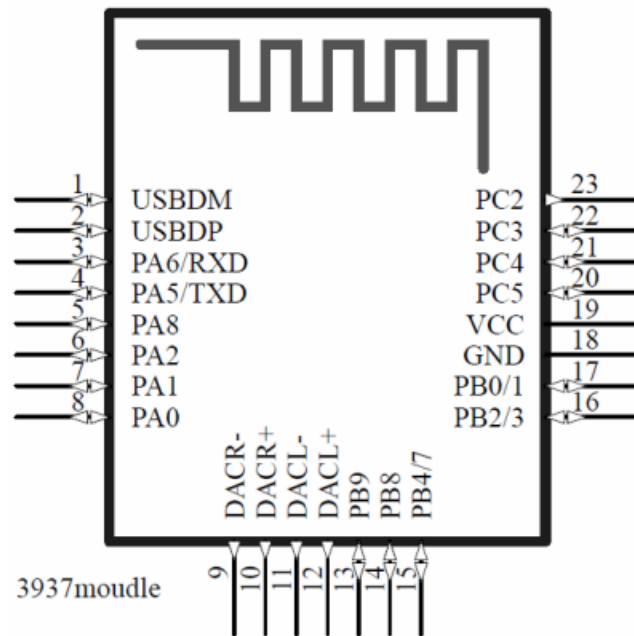 1 USBDM
2 USBDP
3 PA6/RXD
4 PA5/TXD
5 PA8
6 PA2
7 PA1
8 PA0
PC2 23
PC3 22
PC4 21
PC5 20
VCC 19
GND 18
PB0/1 17
PB2/3 16
DACR- 9
DACR+ 10
DACL- 11
DACL+ 12
PB9 13
PB8 14
PB4/7 15
3937moudle